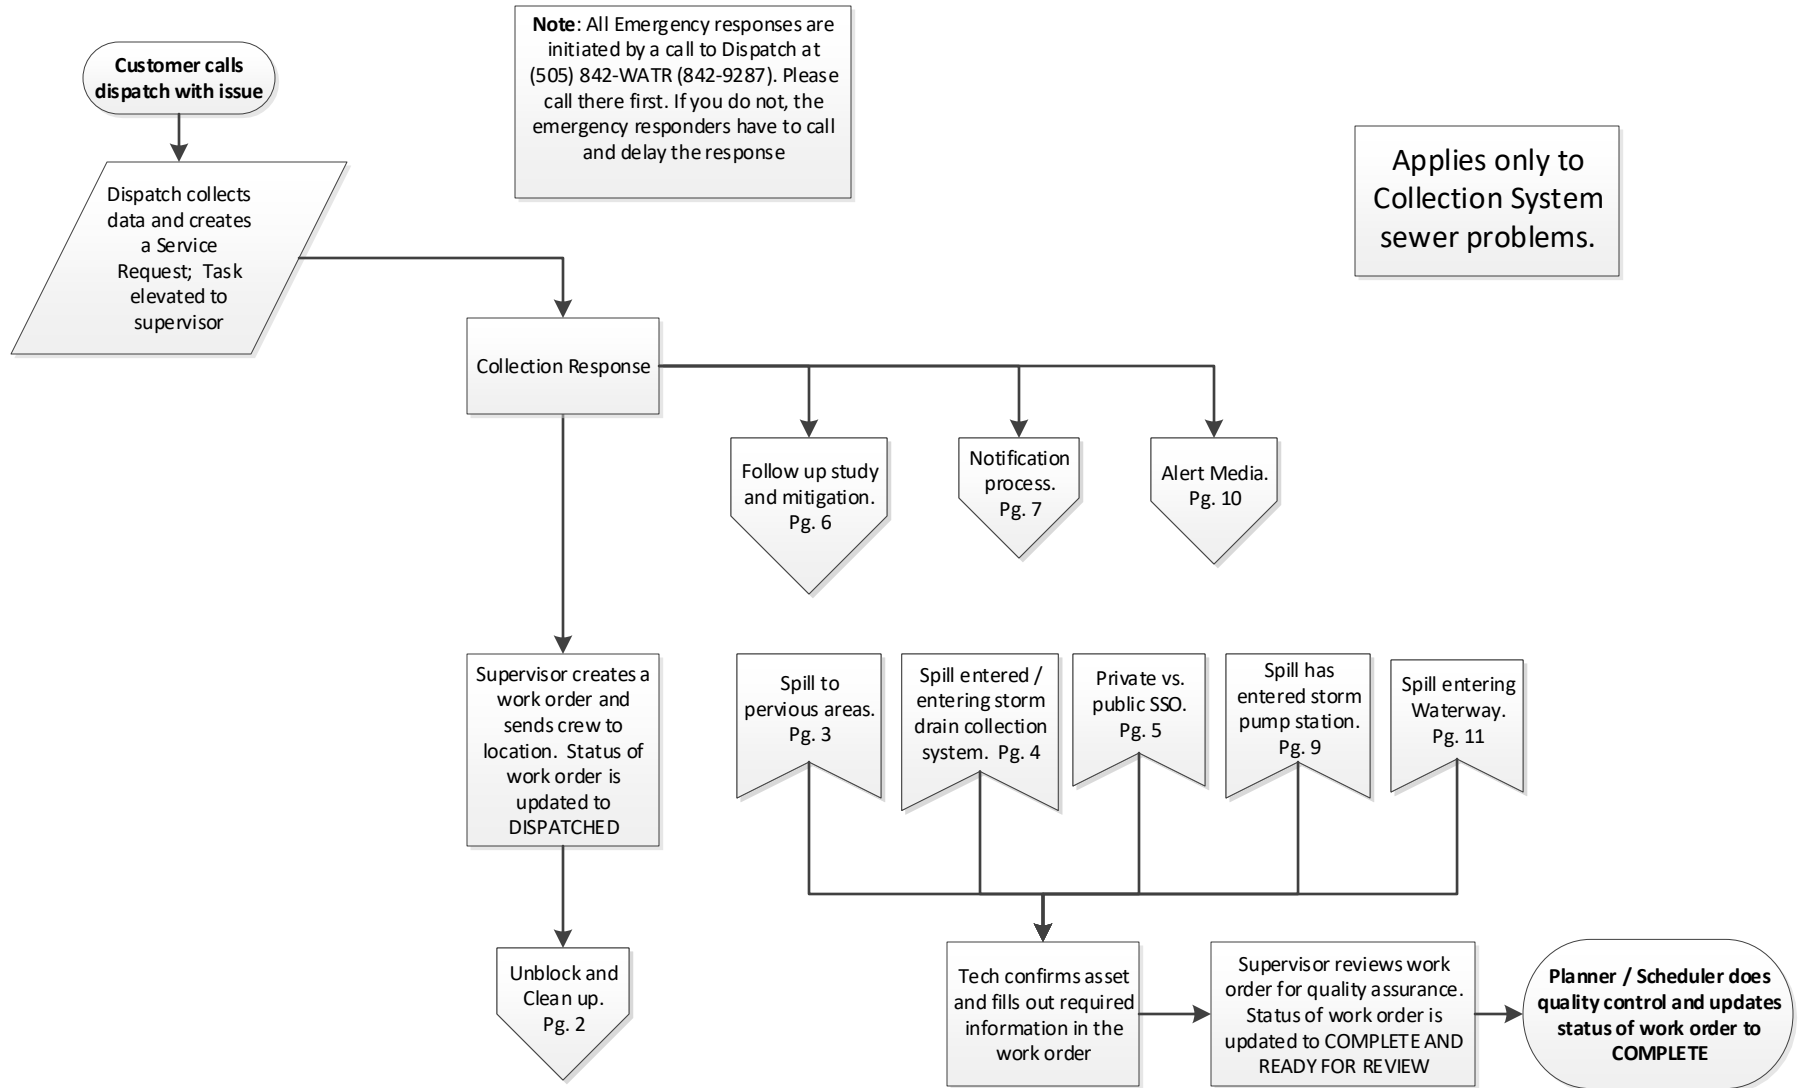 Customer calls
dispatch with issue
Note: All Emergency responses are
initiated by a call to Dispatch at
(505) 842-WATR (842-9287). Please
call there first. If you do not, the
emergency responders have to call
and delay the response
Applies only to
Collection System
sewer problems.
Dispatch collects
data and creates
a Service
Request; Task
elevated to
supervisor
Collection Response
Follow up study
and mitigation.
Pg. 6
Notification
process.
Pg. 7
Alert Media.
Pg. 10
Supervisor creates a
work order and
sends crew to
location. Status of
work order is
updated to
DISPATCHED
Spill to
pervious areas.
Pg. 3
Spill entered /
entering storm
drain collection
system. Pg. 4
Private vs.
public SSO.
Pg. 5
Spill has
entered storm
pump station.
Pg. 9
Spill entering
Waterway.
Pg. 11
Unblock and
Clean up.
Pg. 2
Tech confirms asset
and fills out required
information in the
work order
Supervisor reviews work
order for quality assurance.
Status of work order is
updated to COMPLETE AND
READY FOR REVIEW
Planner / Scheduler does
quality control and updates
status of work order to
COMPLETE